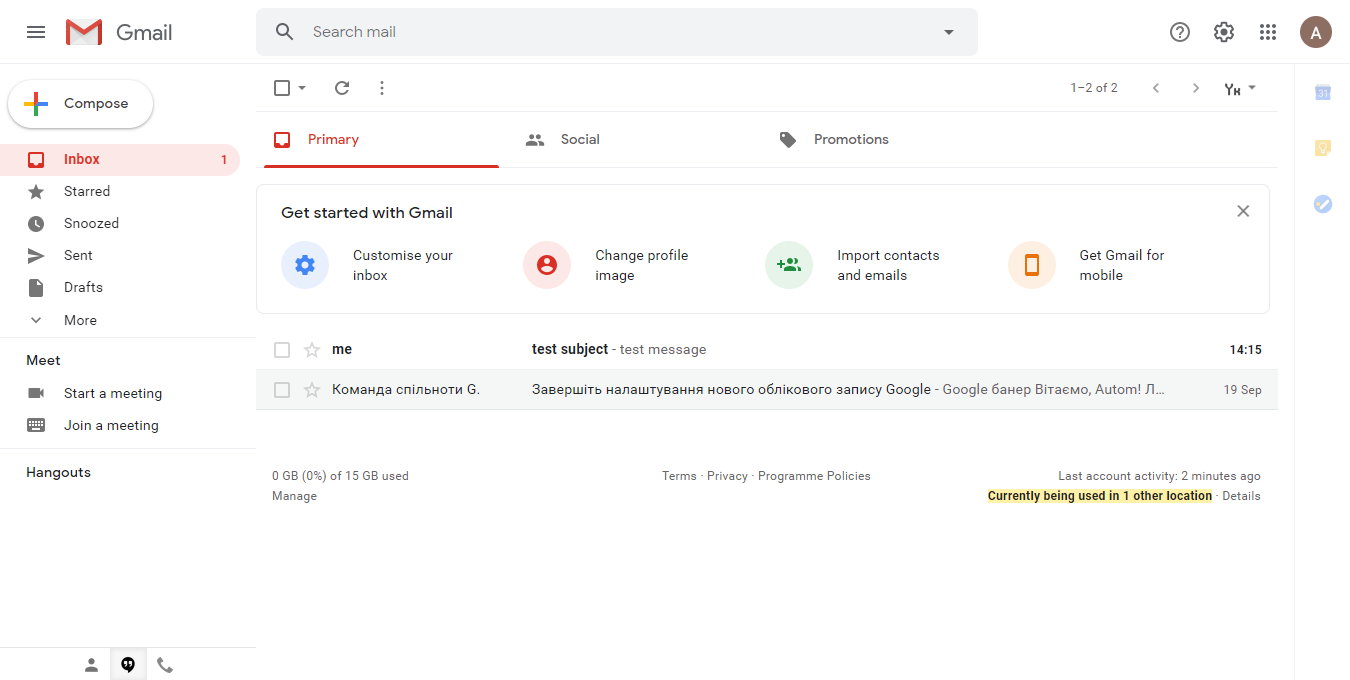 Gmail
Search mail
A
Compose
1–2 of 2
Ун
31
Primary
Social
Promotions
Inbox 1
Starred
Snoozed
Sent
Drafts
More
Get started with Gmail
Customise your inbox
Change profile image
Import contacts and emails
Get Gmail for mobile
me test subject - test message 14:15
Команда спільноти G. Завершіть налаштування нового облікового запису Google - Google банер Вітаємо, Autom! Л… 19 Sep
Meet
Start a meeting
Join a meeting
Hangouts
0 GB (0%) of 15 GB used
Manage
Terms · Privacy · Programme Policies
Last account activity: 2 minutes ago
Currently being used in 1 other location · Details